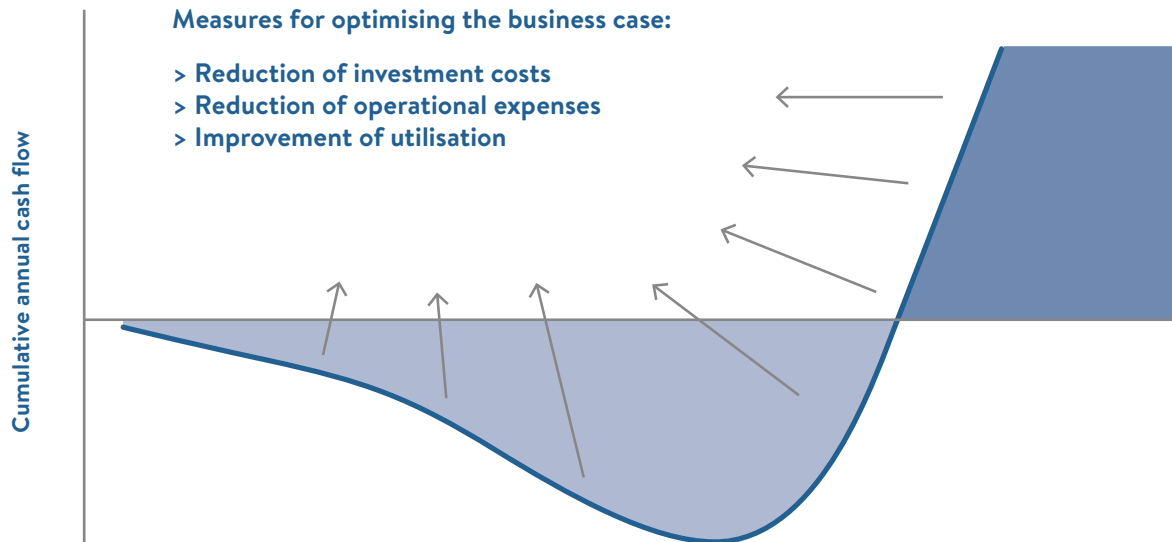 Measures for optimising the business case:
> Reduction of investment costs
> Reduction of operational expenses
> Improvement of utilisation
Cumulative annual cash flow